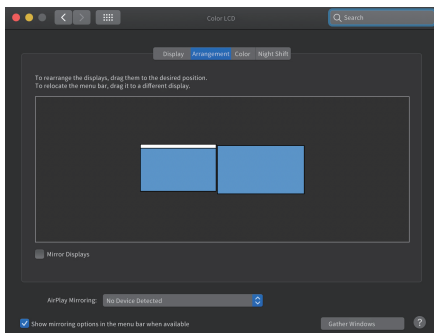 Color LCD
Search
Display Arrangement Color Night Shift
To rearrange the displays, drag them to the desired position.
To relocate the menu bar, drag it to a different display.
Mirror Displays
AirPlay Mirroring: No Device Detected
Show mirroring options in the menu bar when available
Gather Windows
?